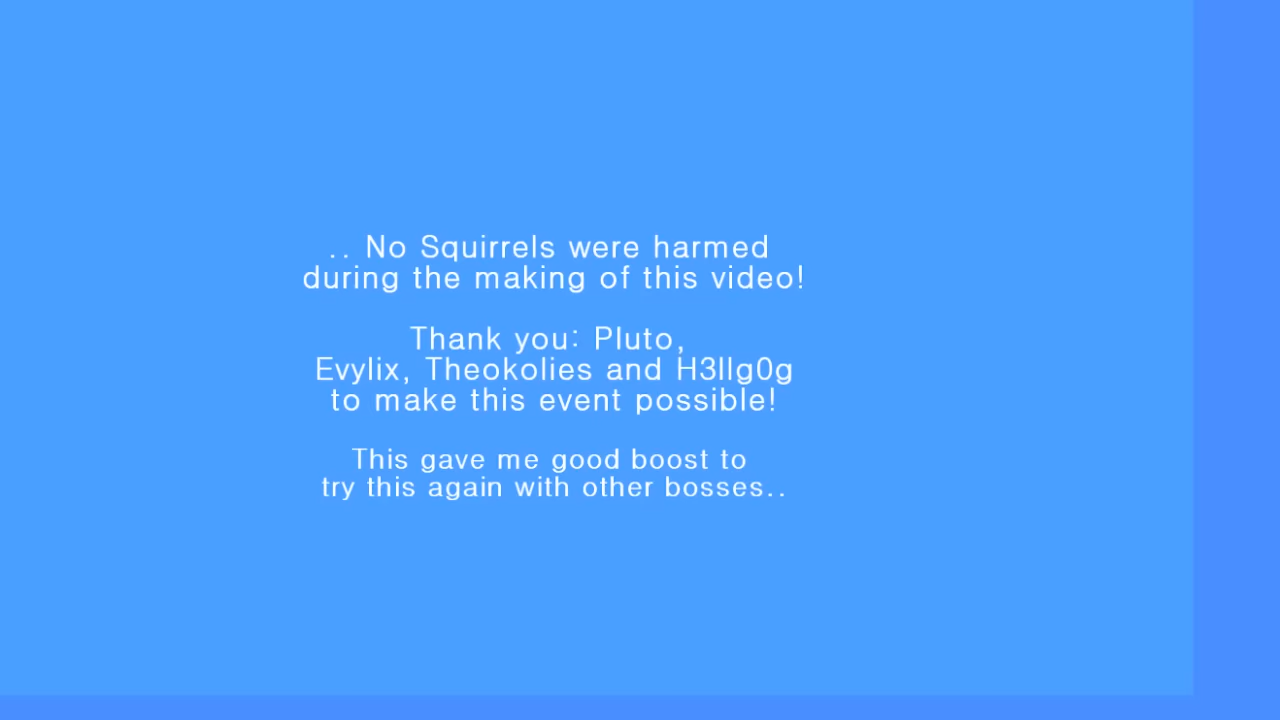 .. No Squirrels were harmed
during the making of this video!
Thank you: Pluto,
Evylix, Theokolies and H3llg0g
to make this event possible!
This gave me good boost to
try this again with other bosses..